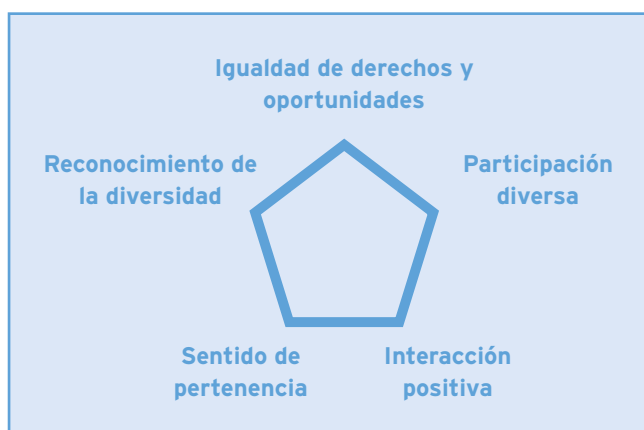 Igualdad de derechos y
oportunidades
Reconocimiento de
la diversidad
Participación
diversa
Sentido de
pertenencia
Interacción
positiva